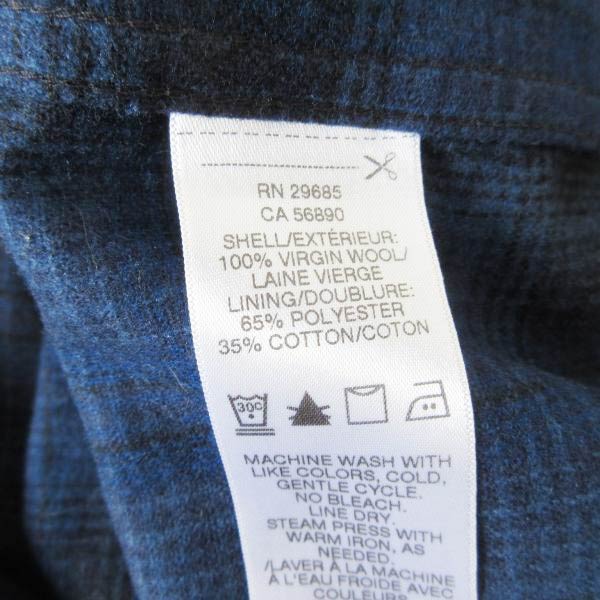 RN 29685
CA 56890
SHELL/EXTÉRIEUR:
100% VIRGIN WOOL/
LAINE VIERGE
LINING/DOUBLURE:
65% POLYESTER
35% COTTON/COTON
30C
MACHINE WASH WITH
LIKE COLORS, COLD,
GENTLE CYCLE.
NO BLEACH.
LINE DRY.
STEAM PRESS WITH
WARM IRON, AS
NEEDED.
/LAVER À LA MACHINE
À L'EAU FROIDE AVEC
COULEURS